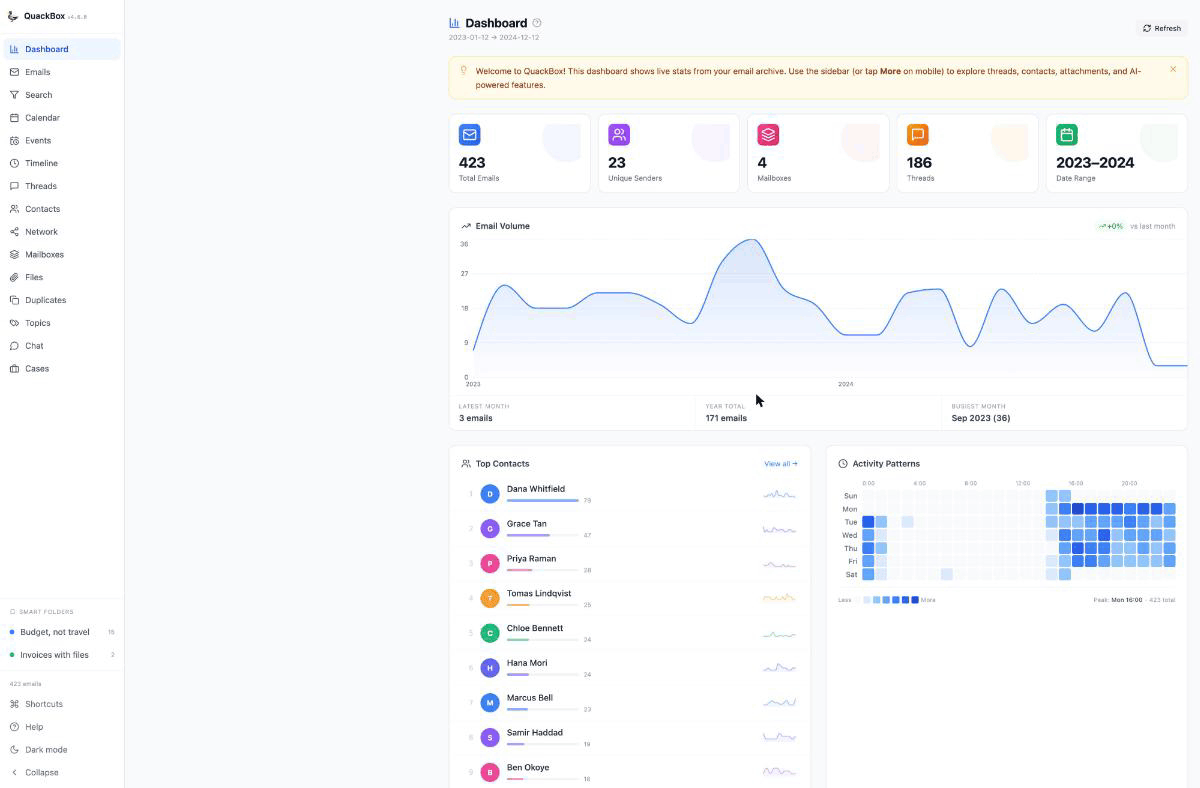 QuackBox v4.6.8
Dashboard
Emails
Search
Calendar
Events
Timeline
Threads
Contacts
Network
Mailboxes
Files
Duplicates
Topics
Chat
Cases
SMART FOLDERS
Budget, not travel
Invoices with files 2
423 emails
Shortcuts
Help
Dark mode
Collapse
Dashboard
2023-01-12 → 2024-12-12
Refresh
Welcome to QuackBox! This dashboard shows live stats from your email archive. Use the sidebar (or tap More on mobile) to explore threads, contacts, attachments, and AI-
powered features.
423
Total Emails
23
Unique Senders
4
Mailboxes
186
Threads
2023–2024
Date Range
Email Volume
+0% vs last month
36
27
18
9
0
2023 2024
LATEST MONTH
3 emails
YEAR TOTAL
171 emails
BUSIEST MONTH
Sep 2023 (36)
Top Contacts
View all →
1 D Dana Whitfield 79
2 G Grace Tan 47
3 P Priya Raman 28
4 T Tomas Lindqvist
5 C Chloe Bennett 24
6 H Hana Mori 24
7 M Marcus Bell 23
8 S Samir Haddad 19
9 B Ben Okoye
Activity Patterns
0:00 4:00 8:00 12:00 16:00 20:00
Sun
Mon
Tue
Wed
Thu
Fri
Sat
Less More
Peak: Mon 16:00 · 423 total